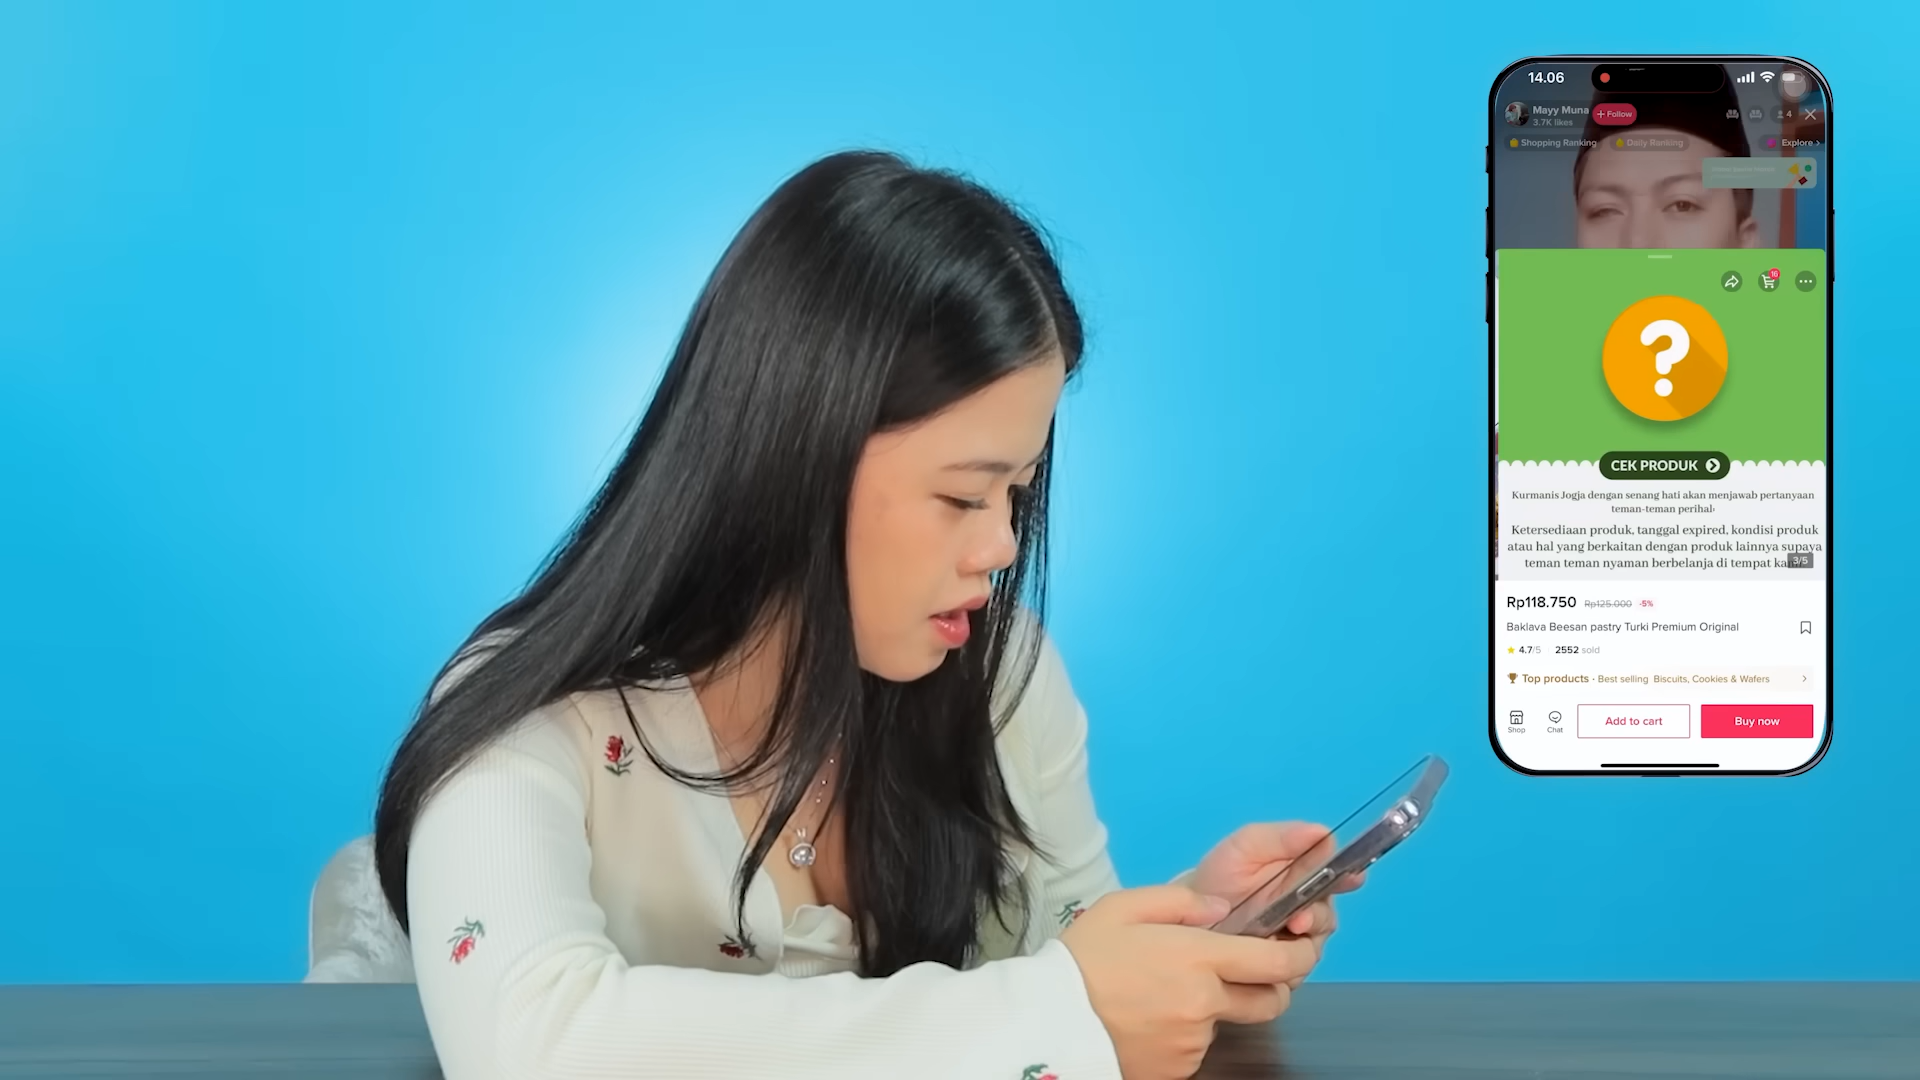 14.06
Mayy Muna
+ Follow
3.7K likes
4
Shopping Ranking
Daily Ranking
Explore >
16
?
CEK PRODUK
Kurmanis Jogja dengan senang hati akan menjawab pertanyaan
teman-teman perihal:
Ketersediaan produk, tanggal expired, kondisi produk
atau hal yang berkaitan dengan produk lainnya supaya
teman teman nyaman berbelanja di tempat
3/5
Rp118.750 Rp125.000 -5%
Baklava Beesan pastry Turki Premium Original
4.7/5 2552 sold
Top products · Best selling Biscuits, Cookies & Wafers >
Shop
Chat
Add to cart
Buy now